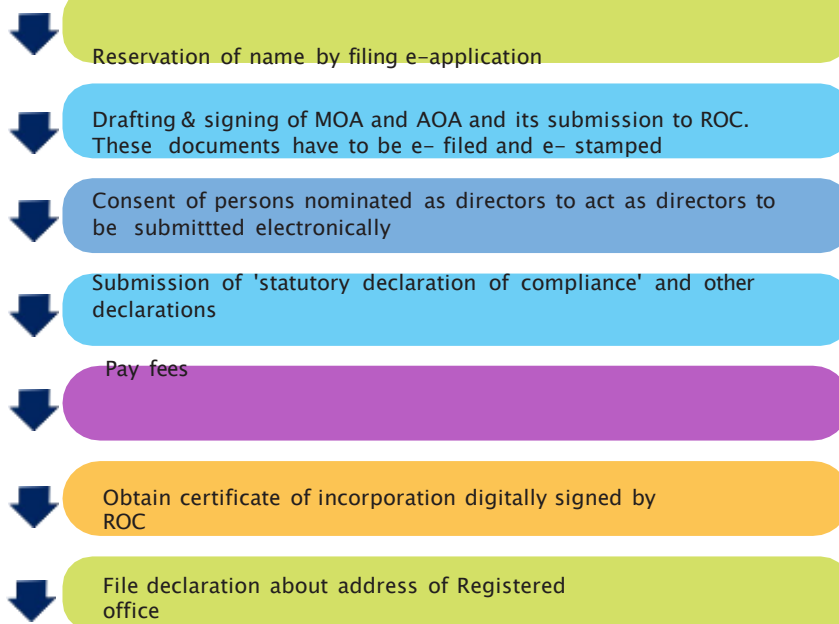 Reservation of name by filing e-application
Drafting & signing of MOA and AOA and its submission to ROC.
These documents have to be e- filed and e- stamped
Consent of persons nominated as directors to act as directors to
be submittted electronically
Submission of 'statutory declaration of compliance' and other
declarations
Pay fees
Obtain certificate of incorporation digitally signed by
ROC
File declaration about address of Registered
office